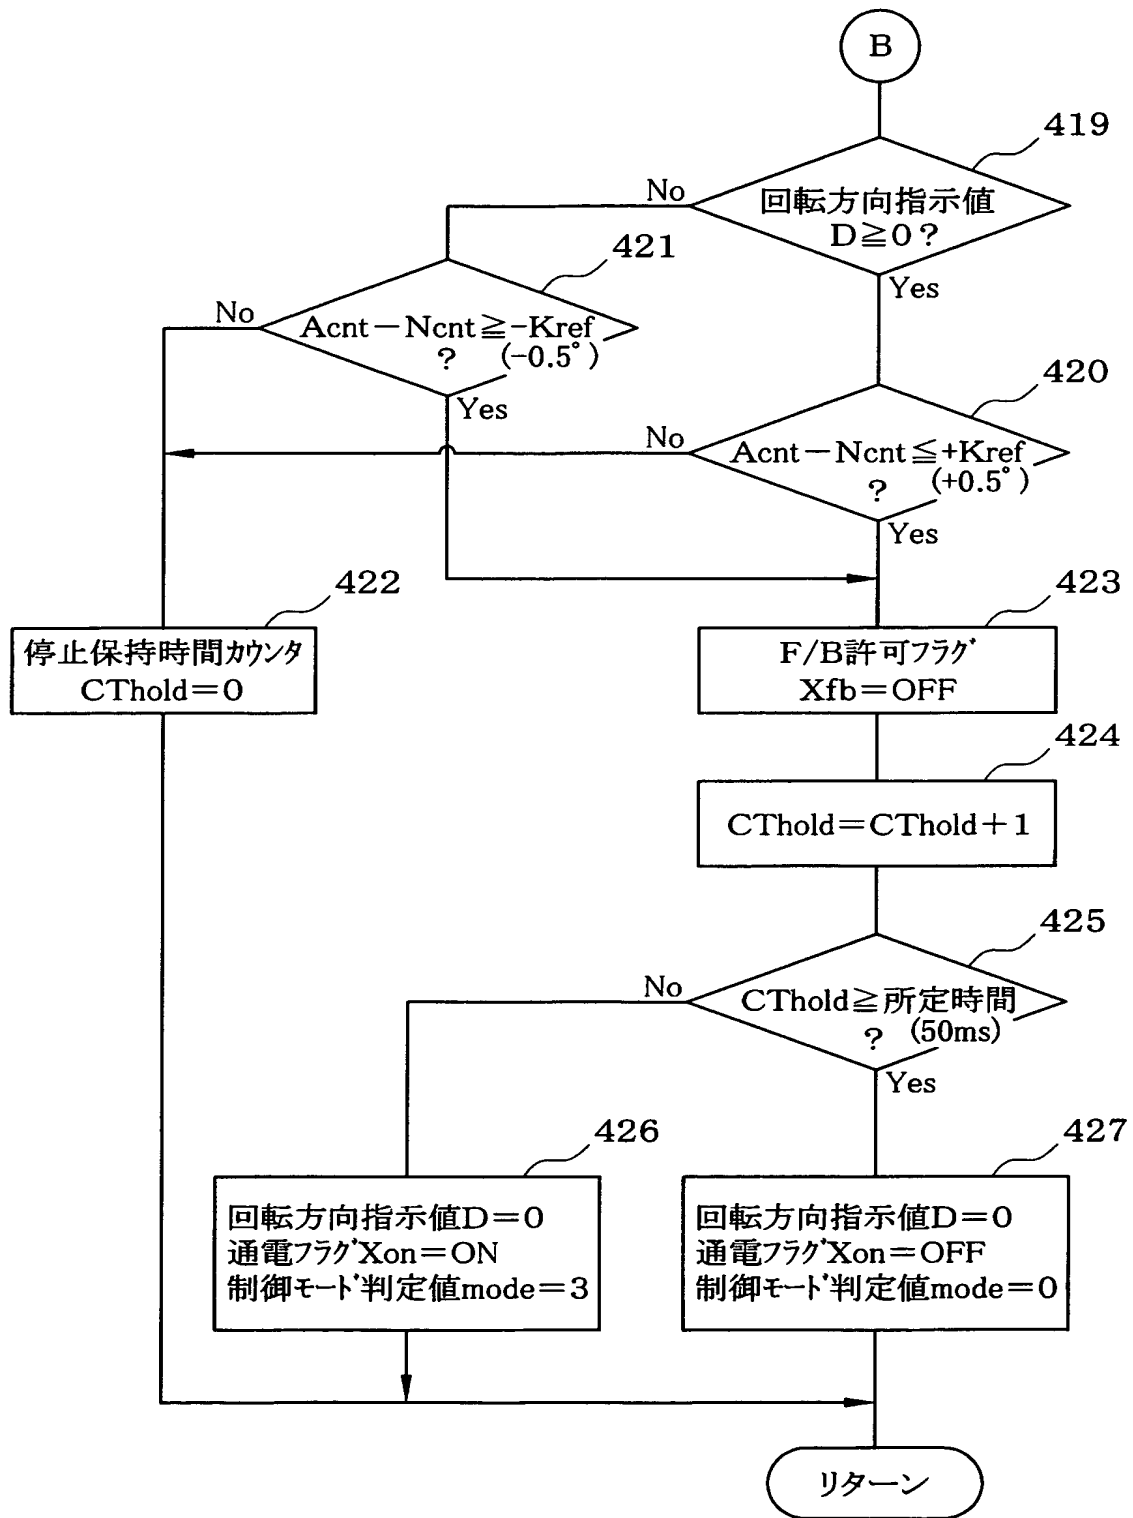 B
419
No
回転方向指示値
D≧0?
421
Yes
No
Acnt−Ncnt≧−Kref
? (−0.5°)
420
Yes
No
Acnt−Ncnt≦+Kref
? (+0.5°)
Yes
422
423
停止保持時間カウンタ
CThold=0
F/B許可フラグ
Xfb=OFF
424
CThold=CThold+1
425
No
CThold≧所定時間
? (50ms)
Yes
426
427
回転方向指示値D=0
通電フラグXon=ON
制御モード判定値mode=3
回転方向指示値D=0
通電フラグXon=OFF
制御モード判定値mode=0
リターン